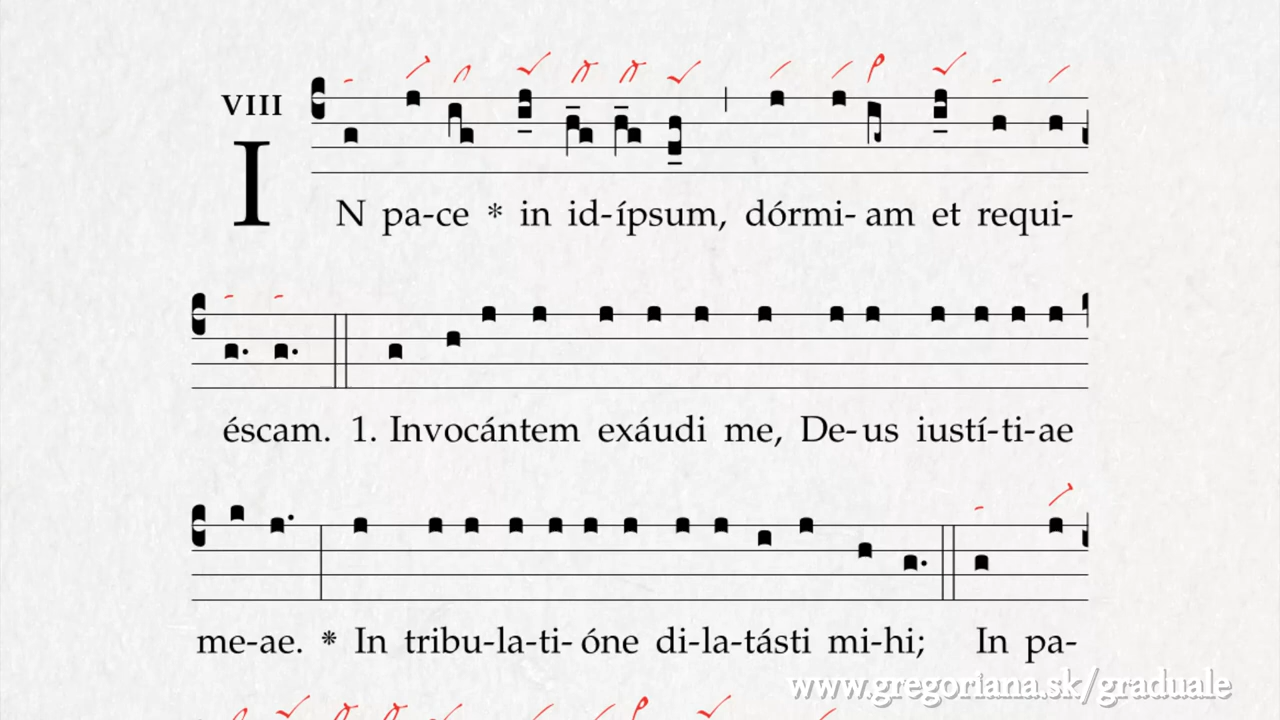 VIII
IN pa-ce * in id-ípsum, dórmi-am et requi-
éscam. 1. Invocántem exáudi me, De-us iustí-ti-ae
me-ae. * In tribu-la-ti-óne di-la-tásti mi-hi; In pa-
www.gregoriana.sk/graduale